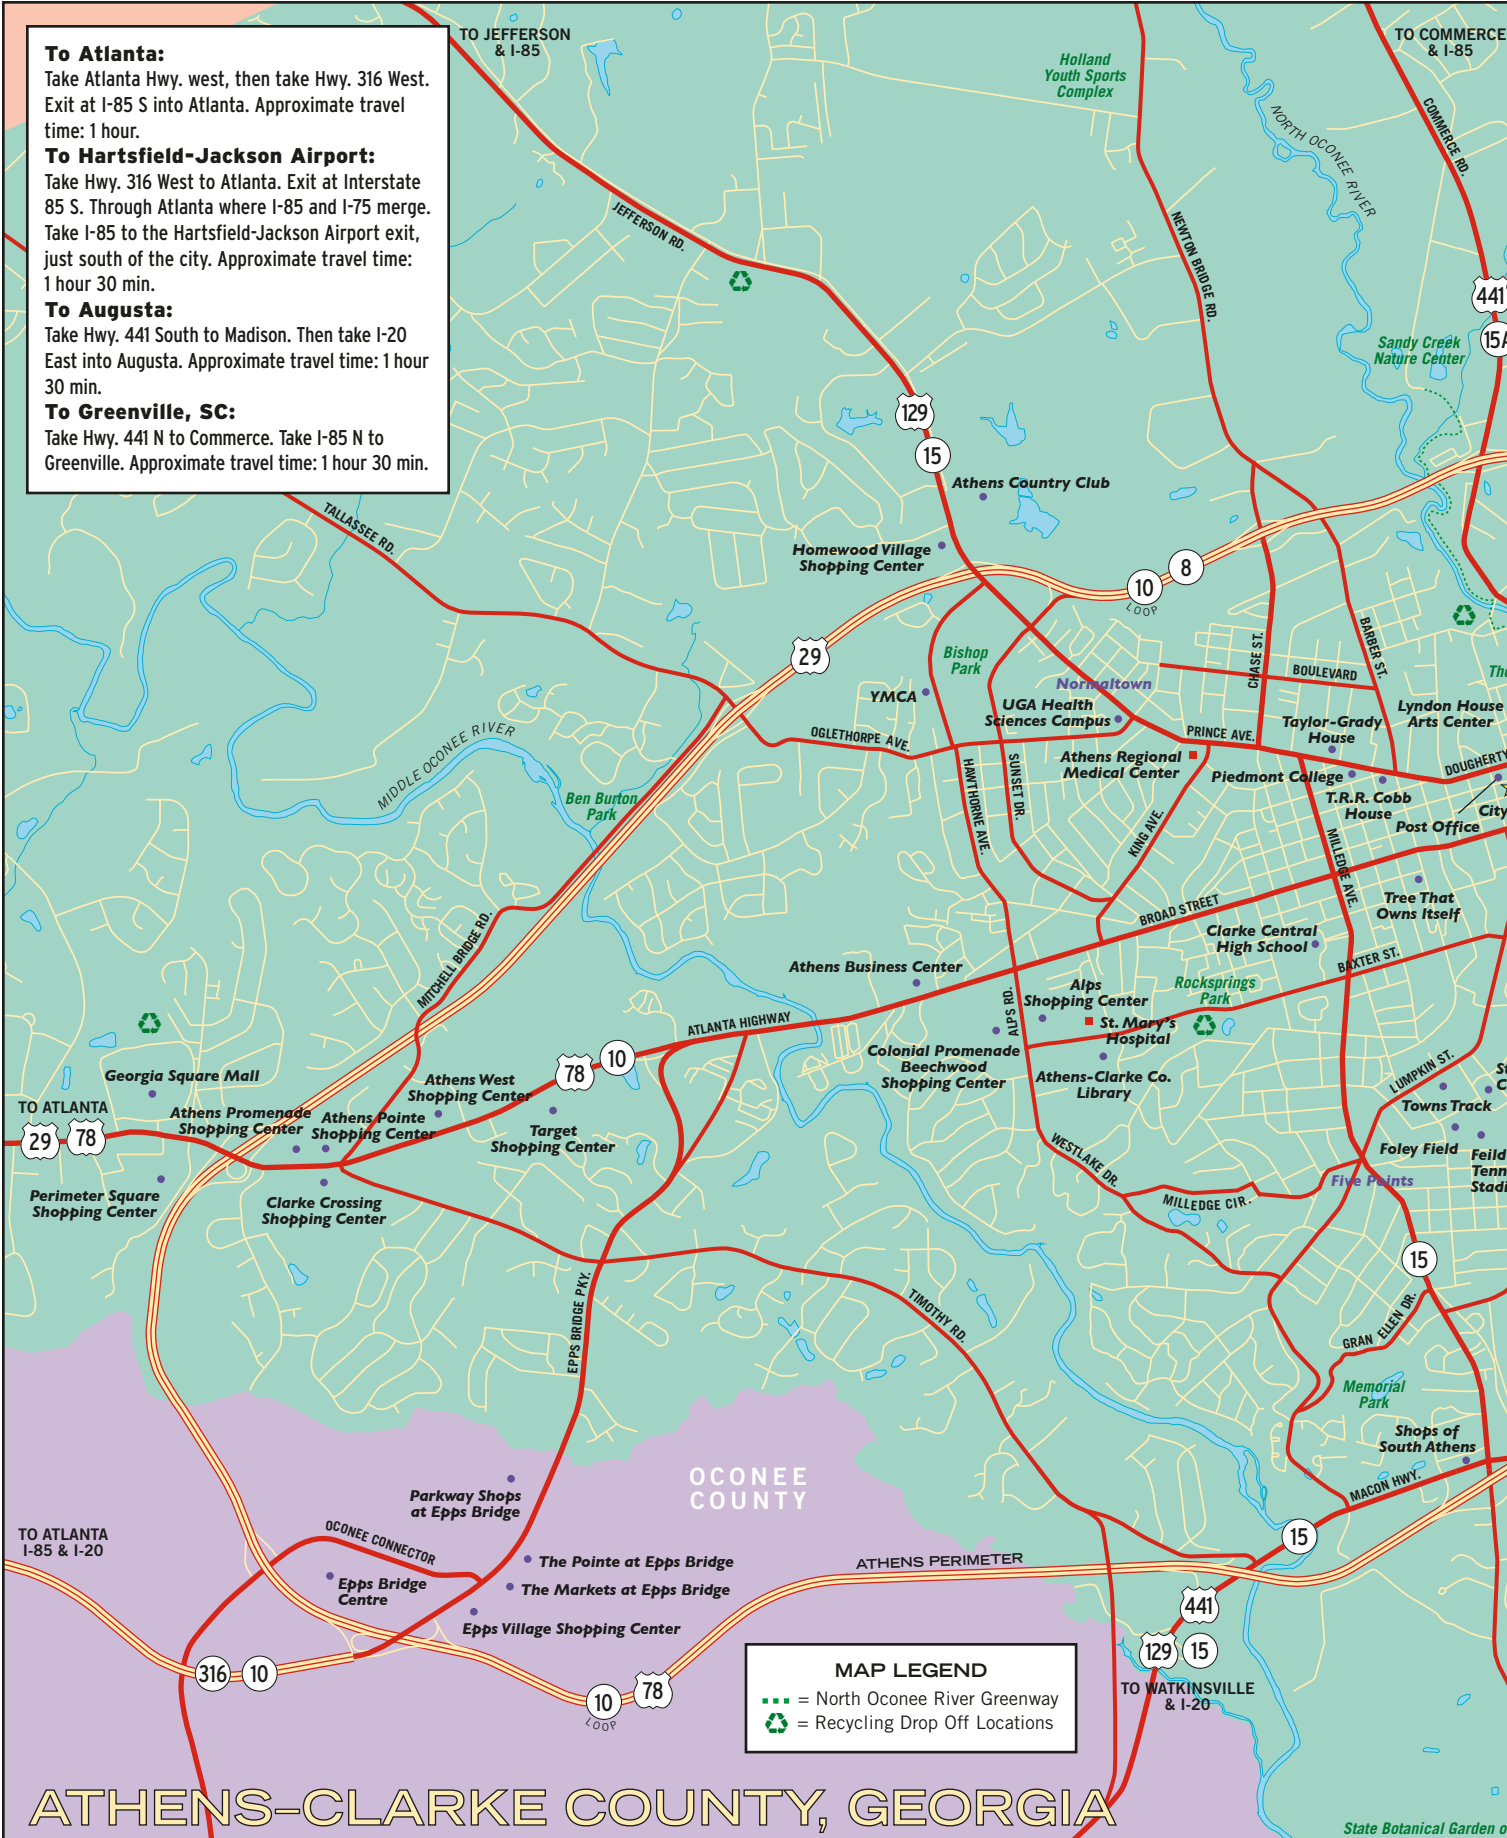 To Atlanta:
Take Atlanta Hwy. west, then take Hwy. 316 West.
Exit at I-85 S into Atlanta. Approximate travel
time: 1 hour.
To Hartsfield-Jackson Airport:
Take Hwy. 316 West to Atlanta. Exit at Interstate
85 S. Through Atlanta where I-85 and I-75 merge.
Take I-85 to the Hartsfield-Jackson Airport exit,
just south of the city. Approximate travel time:
1 hour 30 min.
To Augusta:
Take Hwy. 441 South to Madison. Then take I-20
East into Augusta. Approximate travel time: 1 hour
30 min.
To Greenville, SC:
Take Hwy. 441 N to Commerce. Take I-85 N to
Greenville. Approximate travel time: 1 hour 30 min.
TO JEFFERSON
& I-85
Holland
Youth Sports
Complex
TO COMMERCE
& I-85
COMMERCE RD.
NORTH OCONEE RIVER
JEFFERSON RD.
NEWTON BRIDGE RD.
441
15A
Sandy Creek
Nature Center
129
15
Athens Country Club
TALLASSEE RD.
Homewood Village
Shopping Center
8
10
LOOP
29
Bishop
Park
Normaltown
YMCA
UGA Health
Sciences Campus
CHASE ST.
BARBER ST.
BOULEVARD
The
Lyndon House
Arts Center
Taylor-Grady
House
PRINCE AVE.
OGLETHORPE AVE.
MIDDLE OCONEE RIVER
HAWTHORNE AVE.
SUNSET DR.
Athens Regional
Medical Center
Piedmont College
DOUGHERTY
T.R.R. Cobb
House
City
Post Office
Ben Burton
Park
KING AVE.
MILLEDGE AVE.
Tree That
Owns Itself
BROAD STREET
Clarke Central
High School
BAXTER ST.
MITCHELL BRIDGE RD.
Athens Business Center
Alps
Shopping Center
Rocksprings
Park
ALPS RD.
ATLANTA HIGHWAY
St. Mary's
Hospital
Colonial Promenade
Beechwood
Shopping Center
10
78
Athens-Clarke Co.
Library
LUMPKIN ST.
St
C
Towns Track
Georgia Square Mall
Athens West
Shopping Center
TO ATLANTA
29
78
Athens Promenade
Shopping Center
Athens Pointe
Shopping Center
Target
Shopping Center
Foley Field
Feild
Tenn
Stadi
WESTLAKE DR.
Five Points
Perimeter Square
Shopping Center
Clarke Crossing
Shopping Center
MILLEDGE CIR.
15
EPPS BRIDGE PKY.
TIMOTHY RD.
GRAN ELLEN DR.
Memorial
Park
Shops of
South Athens
OCONEE
COUNTY
Parkway Shops
at Epps Bridge
MACON HWY.
TO ATLANTA
I-85 & I-20
OCONEE CONNECTOR
15
The Pointe at Epps Bridge
ATHENS PERIMETER
Epps Bridge
Centre
The Markets at Epps Bridge
441
Epps Village Shopping Center
129
15
316
10
10
LOOP
78
TO WATKINSVILLE
& I-20
MAP LEGEND
= North Oconee River Greenway
= Recycling Drop Off Locations
ATHENS–CLARKE COUNTY, GEORGIA
State Botanical Garden o